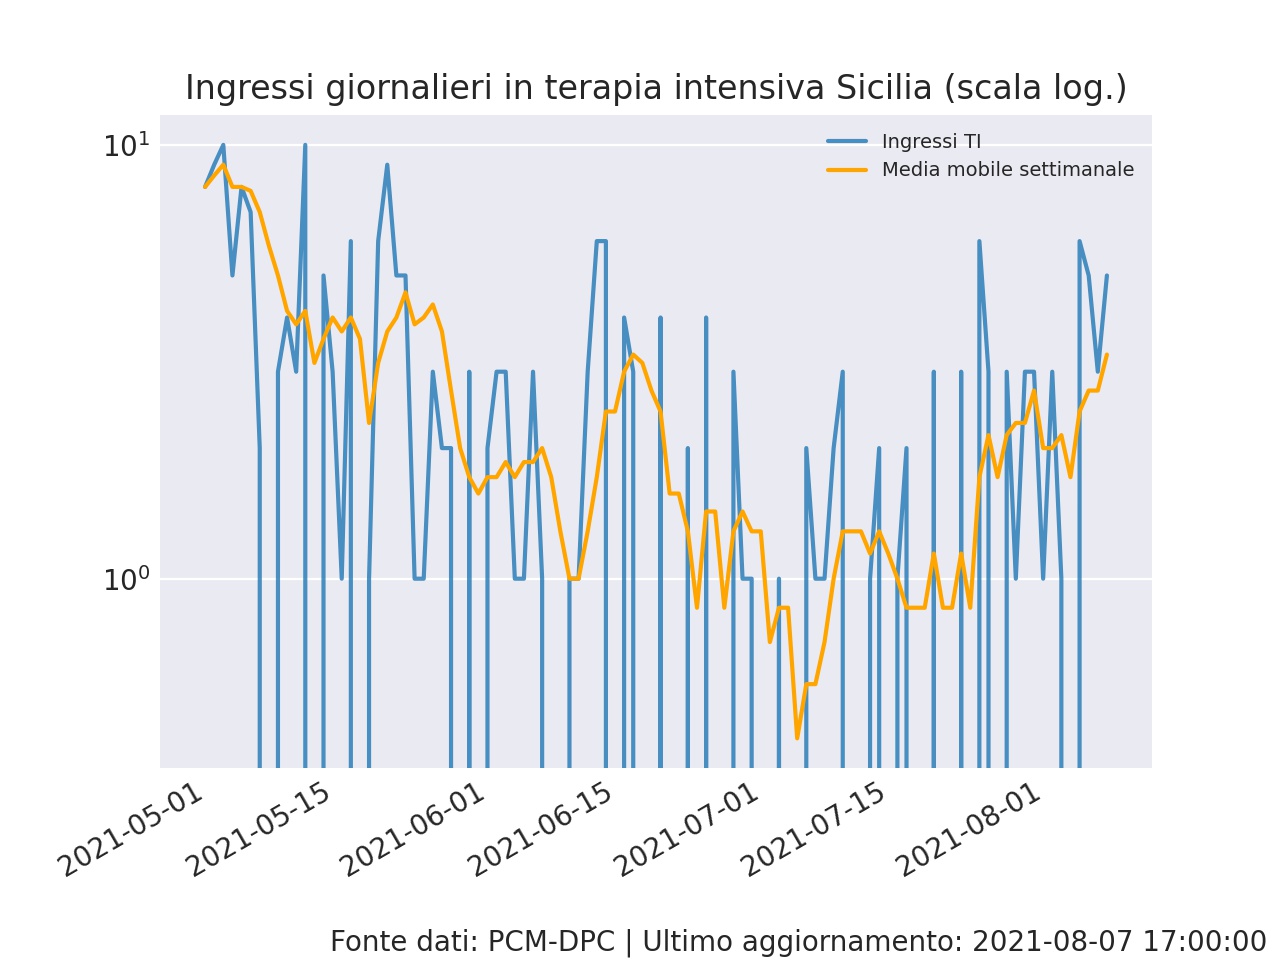 Ingressi giornalieri in terapia intensiva Sicilia (scala log.)
10¹
Ingressi TI
Media mobile settimanale
10⁰
2021-05-01
2021-05-15
2021-06-01
2021-06-15
2021-07-01
2021-07-15
2021-08-01
Fonte dati: PCM-DPC | Ultimo aggiornamento: 2021-08-07 17:00:00